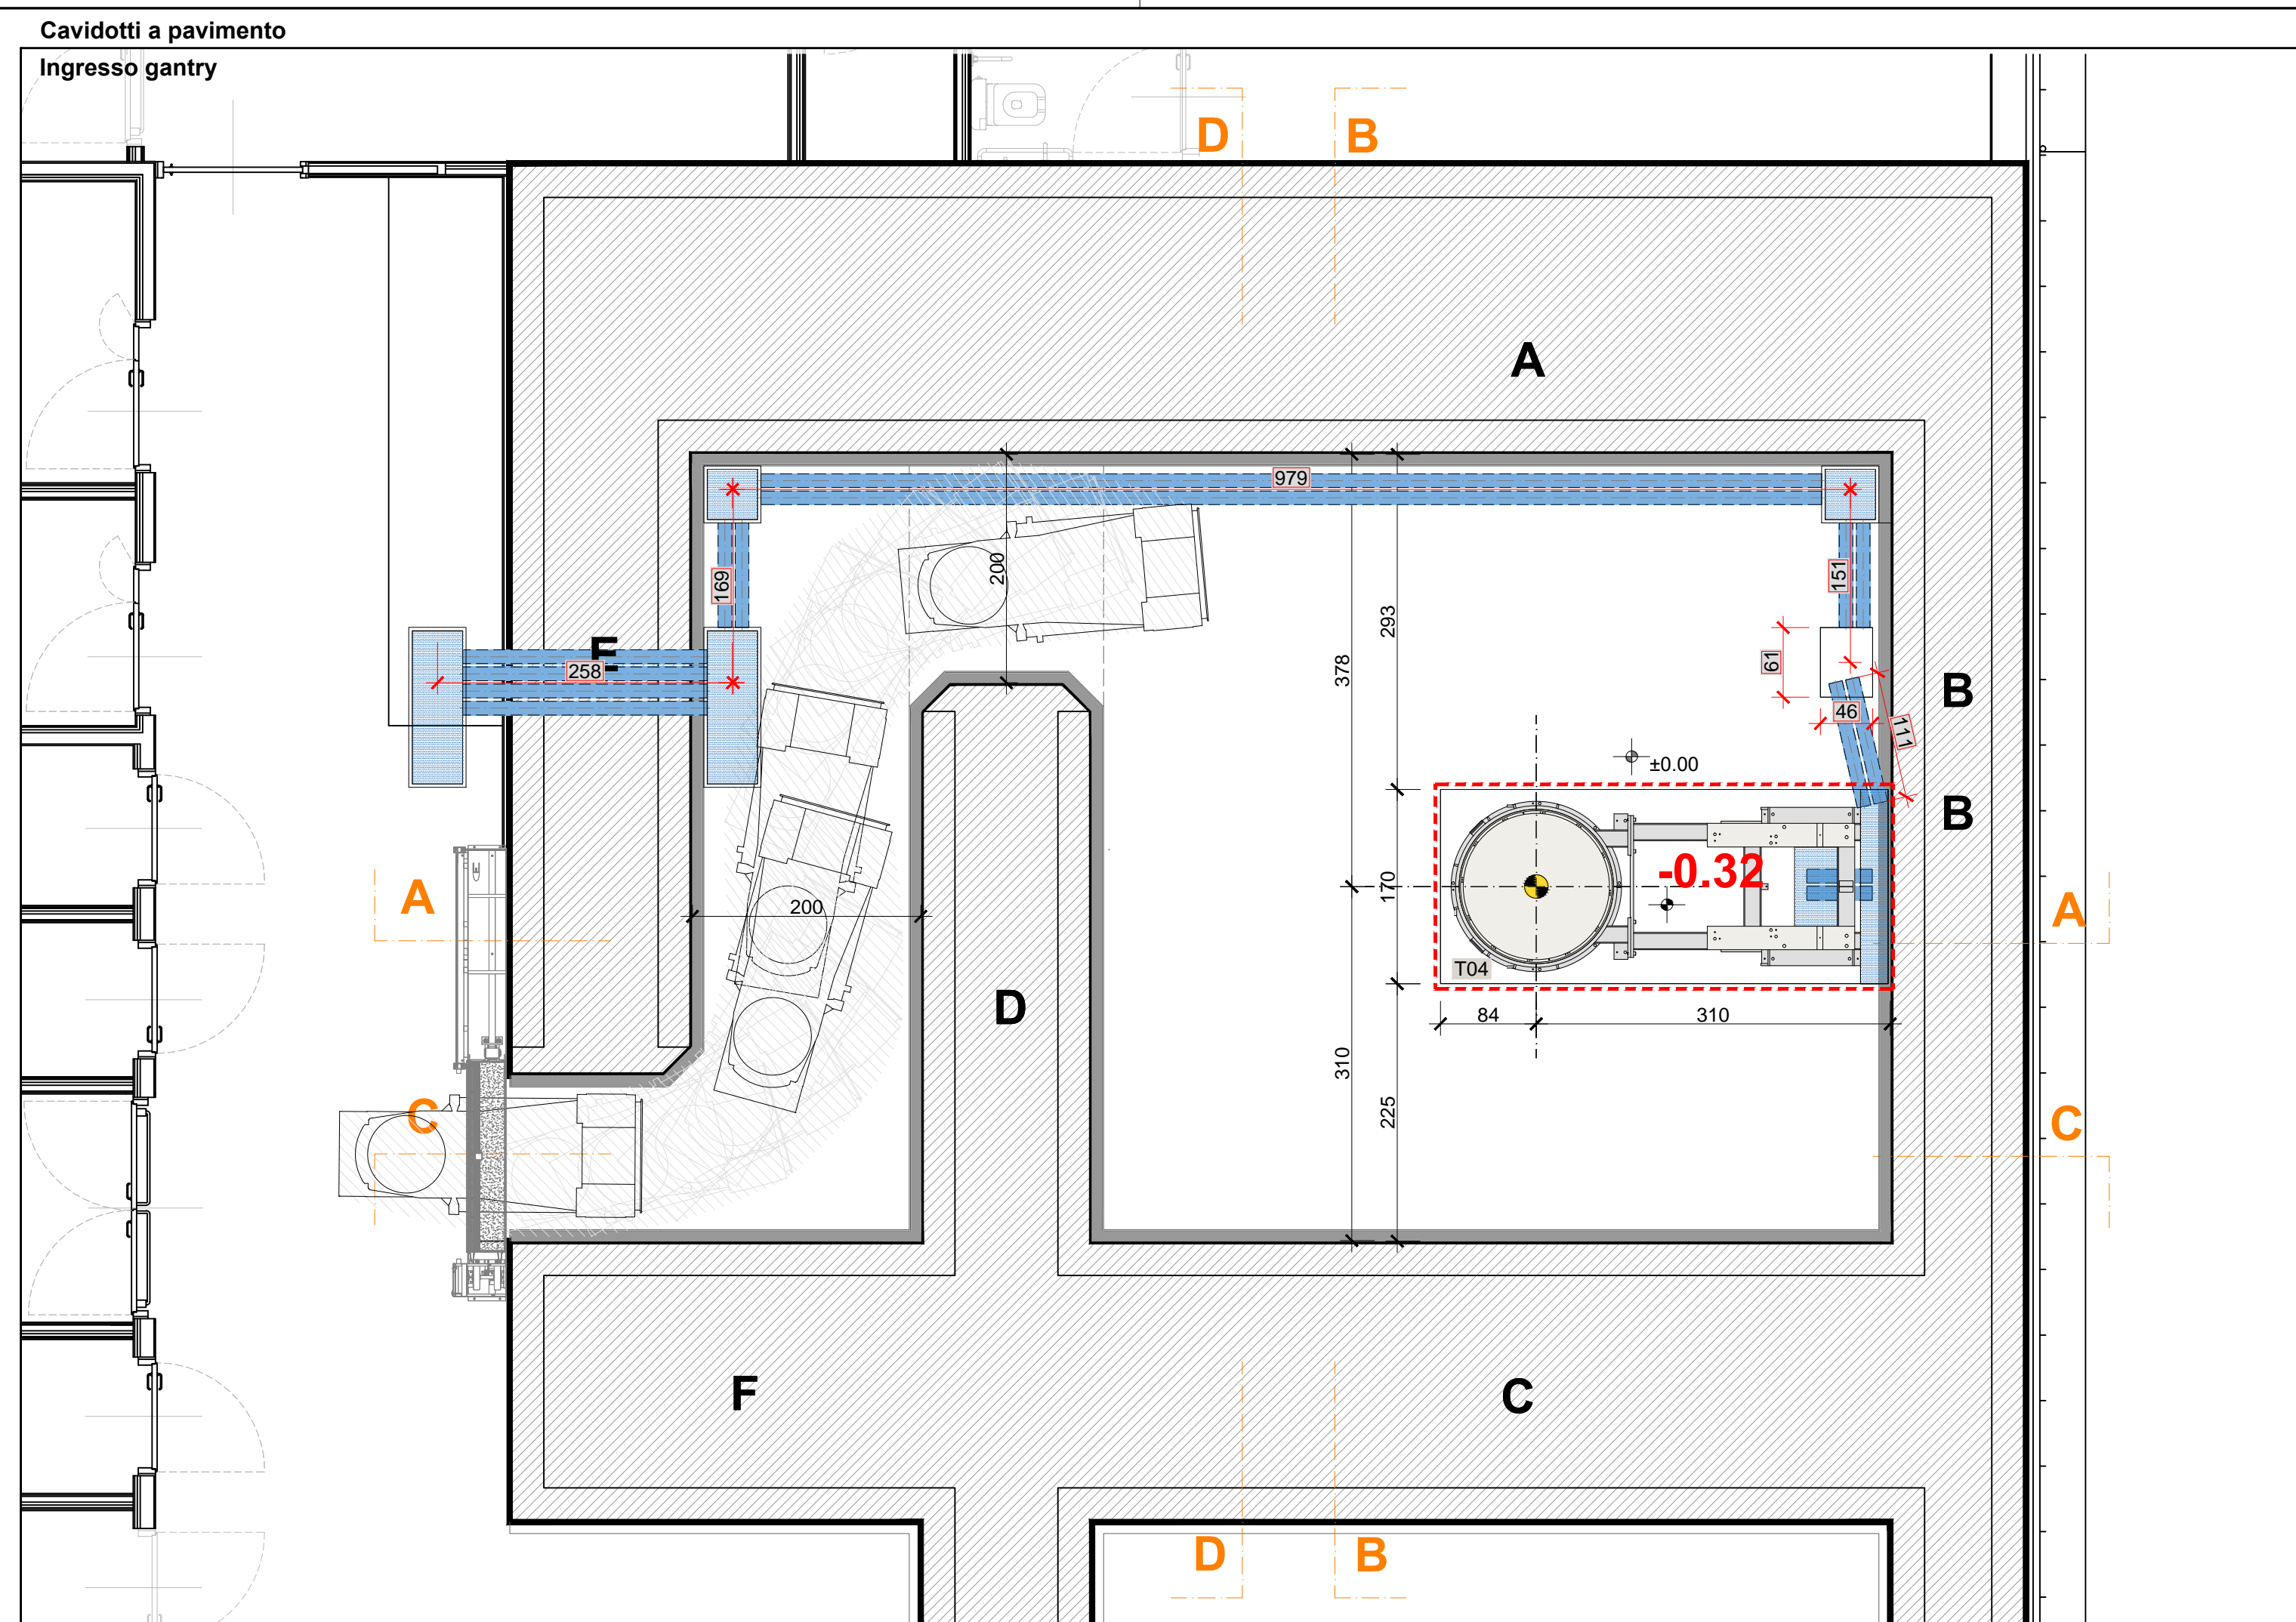 Cavidotti a pavimento
Ingresso gantry
D
B
A
979
200
169
151
293
E
258
378
61
B
46
111
±0.00
B
-0.32
170
A
A
200
T04
D
84
310
310
225
C
C
F
C
D
B